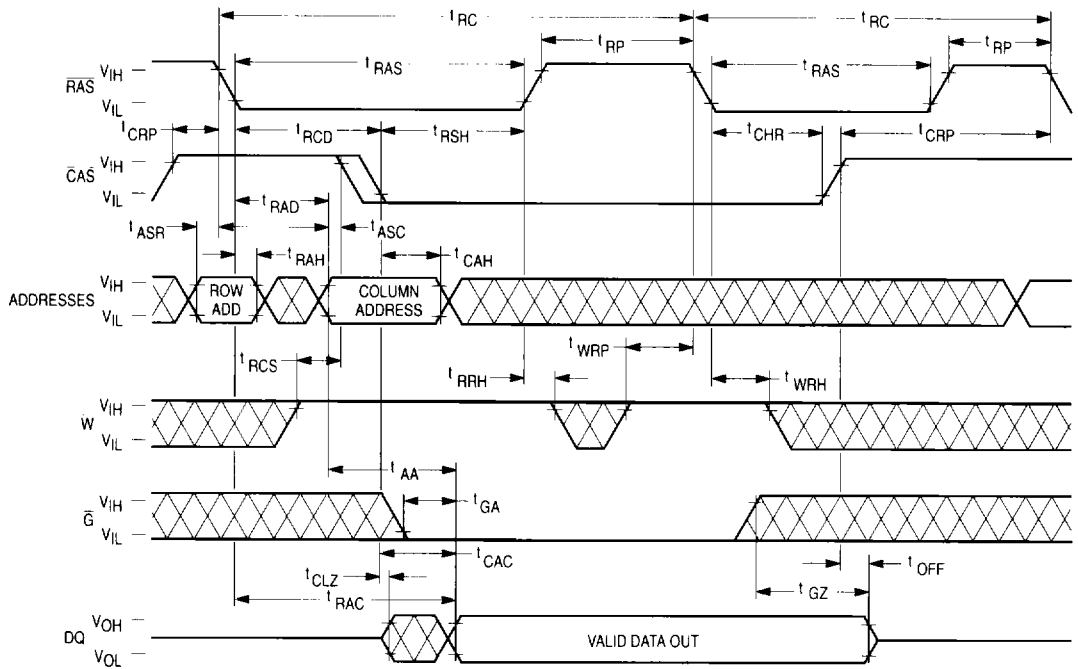 tRC tRC
tRP tRP
tRAS tRAS
RAS VIH
VIL
tCRP tRCD tRSH tCHR tCRP
CAS VIH
VIL
tRAD
tASR tASC
tRAH tCAH
ADDRESSES VIH
VIL
ROW ADD
COLUMN ADDRESS
tRCS tWRP
tRRH tWRH
W VIH
VIL
tAA
G VIH
VIL
tGA
tCAC
tCLZ tOFF
tRAC tGZ
DQ VOH
VOL
VALID DATA OUT